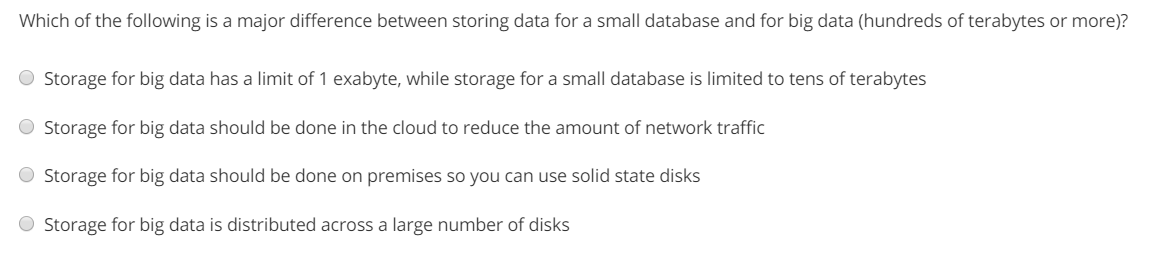 Which of the following is a major difference between storing data for a small database and for big data (hundreds of terabytes or more)?
Storage for big data has a limit of 1 exabyte, while storage for a small database is limited to tens of terabytes
Storage for big data should be done in the cloud to reduce the amount of network traffic
Storage for big data should be done on premises so you can use solid state disks
Storage for big data is distributed across a large number of disks